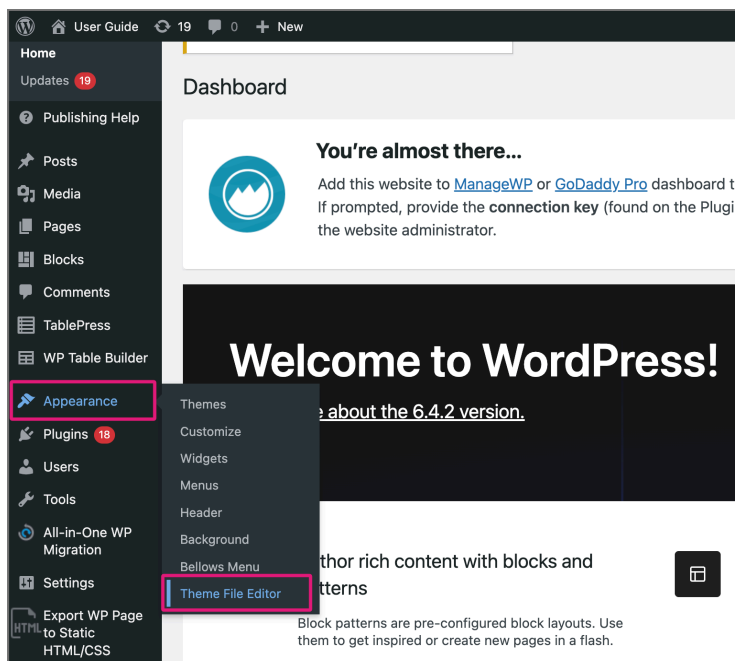 User Guide 19 0 + New
Home
Updates 19
Publishing Help
Posts
Media
Pages
Blocks
Comments
TablePress
WP Table Builder
Appearance
Plugins 18
Users
Tools
All-in-One WP
Migration
Settings
HTML
Export WP Page
to Static
HTML/CSS
Themes
Customize
Widgets
Menus
Header
Background
Bellows Menu
Theme File Editor
Dashboard
You're almost there...
Add this website to ManageWP or GoDaddy Pro dashboard t
If prompted, provide the connection key (found on the Plugi
the website administrator.
Welcome to WordPress!
about the 6.4.2 version.
thor rich content with blocks and
tterns
Block patterns are pre-configured block layouts. Use
them to get inspired or create new pages in a flash.